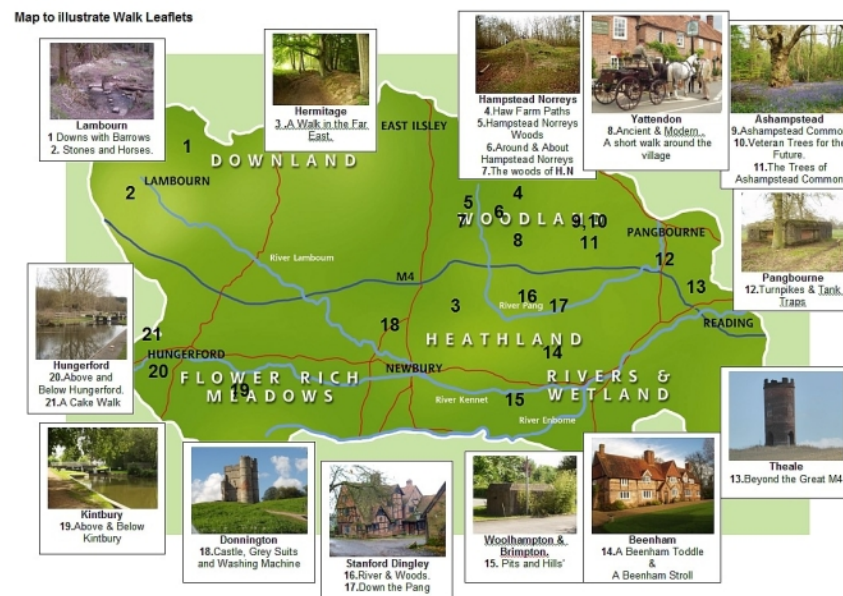 Map to illustrate Walk Leaflets
Lambourn
1 Downs with Barrows
2. Stones and Horses.
Hermitage
3 .A Walk in the Far
East,
Hampstead Norreys
4.Haw Farm Paths
5.Hampstead Norreys
Woods
6.Around & About
Hampstead Norreys
7.The woods of H.N
Yattendon
8.Ancient & Modern ,
A short walk around the
village
Ashampstead
9.Ashampstead Common
10.Veteran Trees for the
Future.
11.The Trees of
Ashampstead Common
EAST ILSLEY
1
DOWNLAND
LAMBOURN
2
4
5
6
7
WOODLAND
9, 10
8
11
PANGBOURNE
12
River Lambourn
M4
13
Pangbourne
12.Turnpikes & Tank
Traps
3
River Pang
16
17
READING
18
HEATHLAND
14
21
HUNGERFORD
20
NEWBURY
FLOWER RICH
MEADOWS
19
RIVERS &
WETLAND
River Kennet
15
River Enborne
Hungerford
20.Above and
Below Hungerford.
21.A Cake Walk
Theale
13.Beyond the Great M4
Kintbury
19.Above & Below
Kintbury
Donnington
18.Castle, Grey Suits
and Washing Machine
Stanford Dingley
16.River & Woods.
17.Down the Pang
Woolhampton &
Brimpton,
15. Pits and Hills'
Beenham
14.A Beenham Toddle
&
A Beenham Stroll